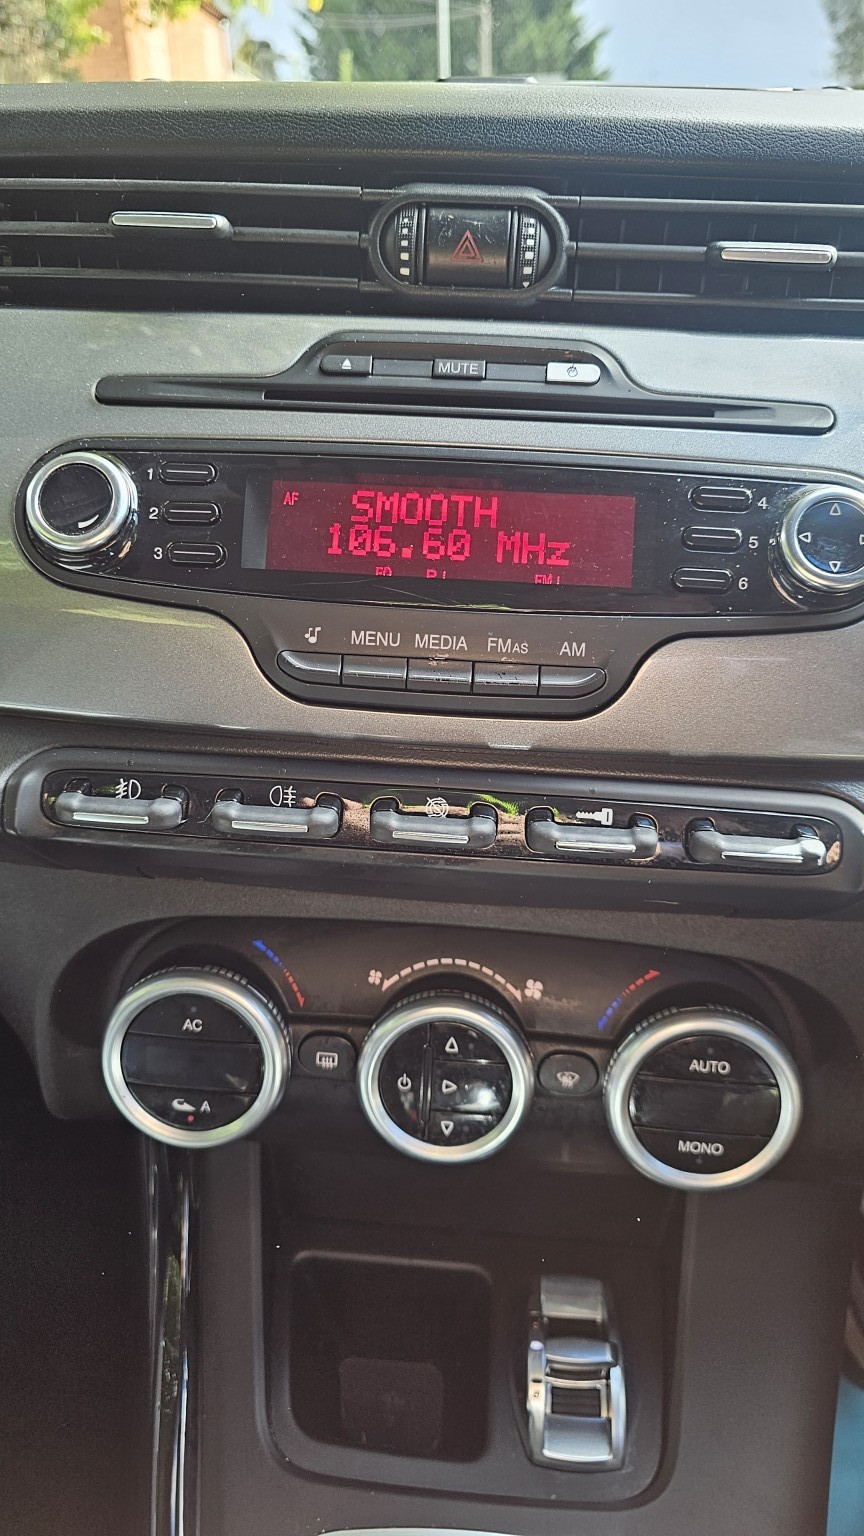 MUTE
1
2
3
AF
SMOOTH
106.60 MHz
4
5
6
MENU MEDIA FMAS AM
AC
A
AUTO
MONO